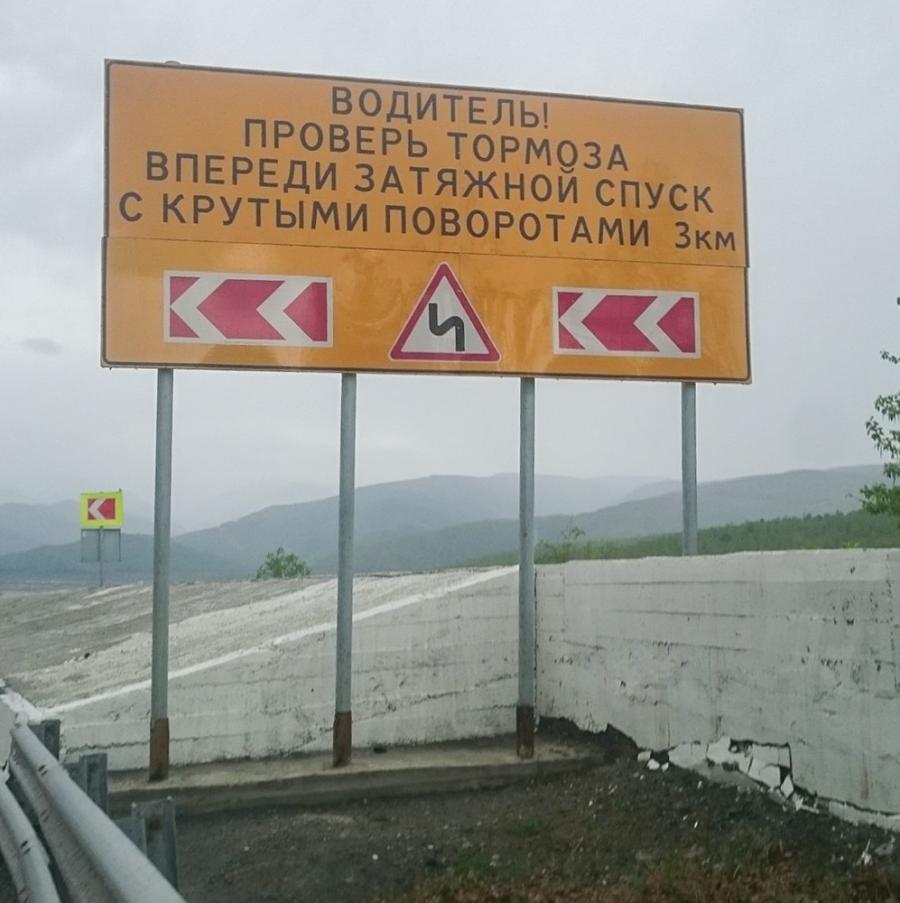 ВОДИТЕЛЬ!
ПРОВЕРЬ ТОРМОЗА
ВПЕРЕДИ ЗАТЯЖНОЙ СПУСК
С КРУТЫМИ ПОВОРОТАМИ 3км